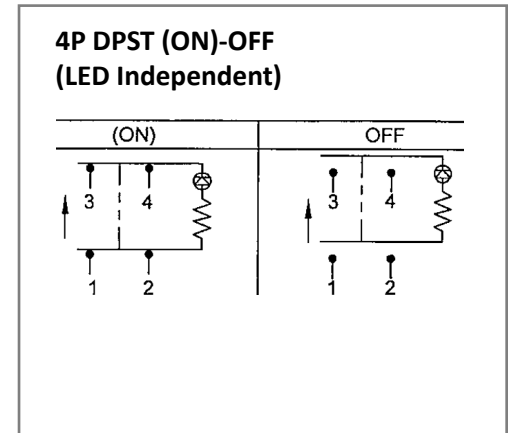 4P DPST (ON)-OFF
(LED Independent)
(ON) OFF
3 4 3 4
1 2 1 2